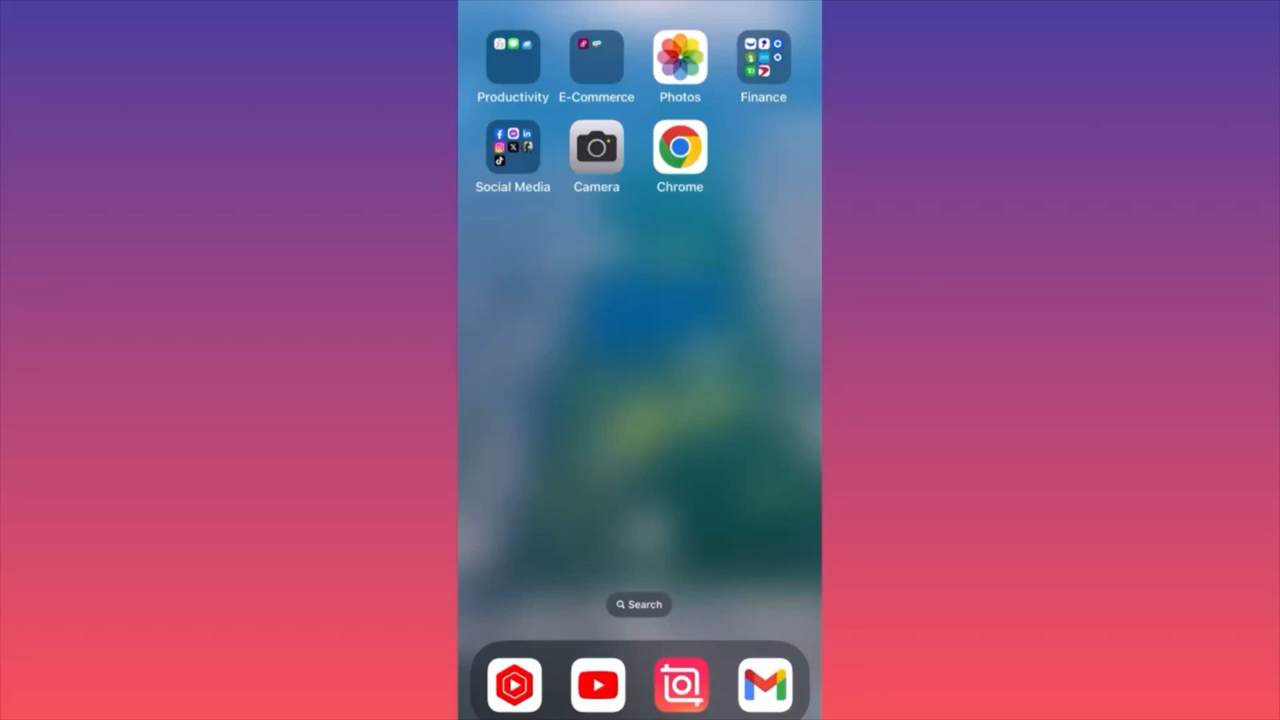 Productivity
E-Commerce
Photos
Finance
Social Media
Camera
Chrome
Search